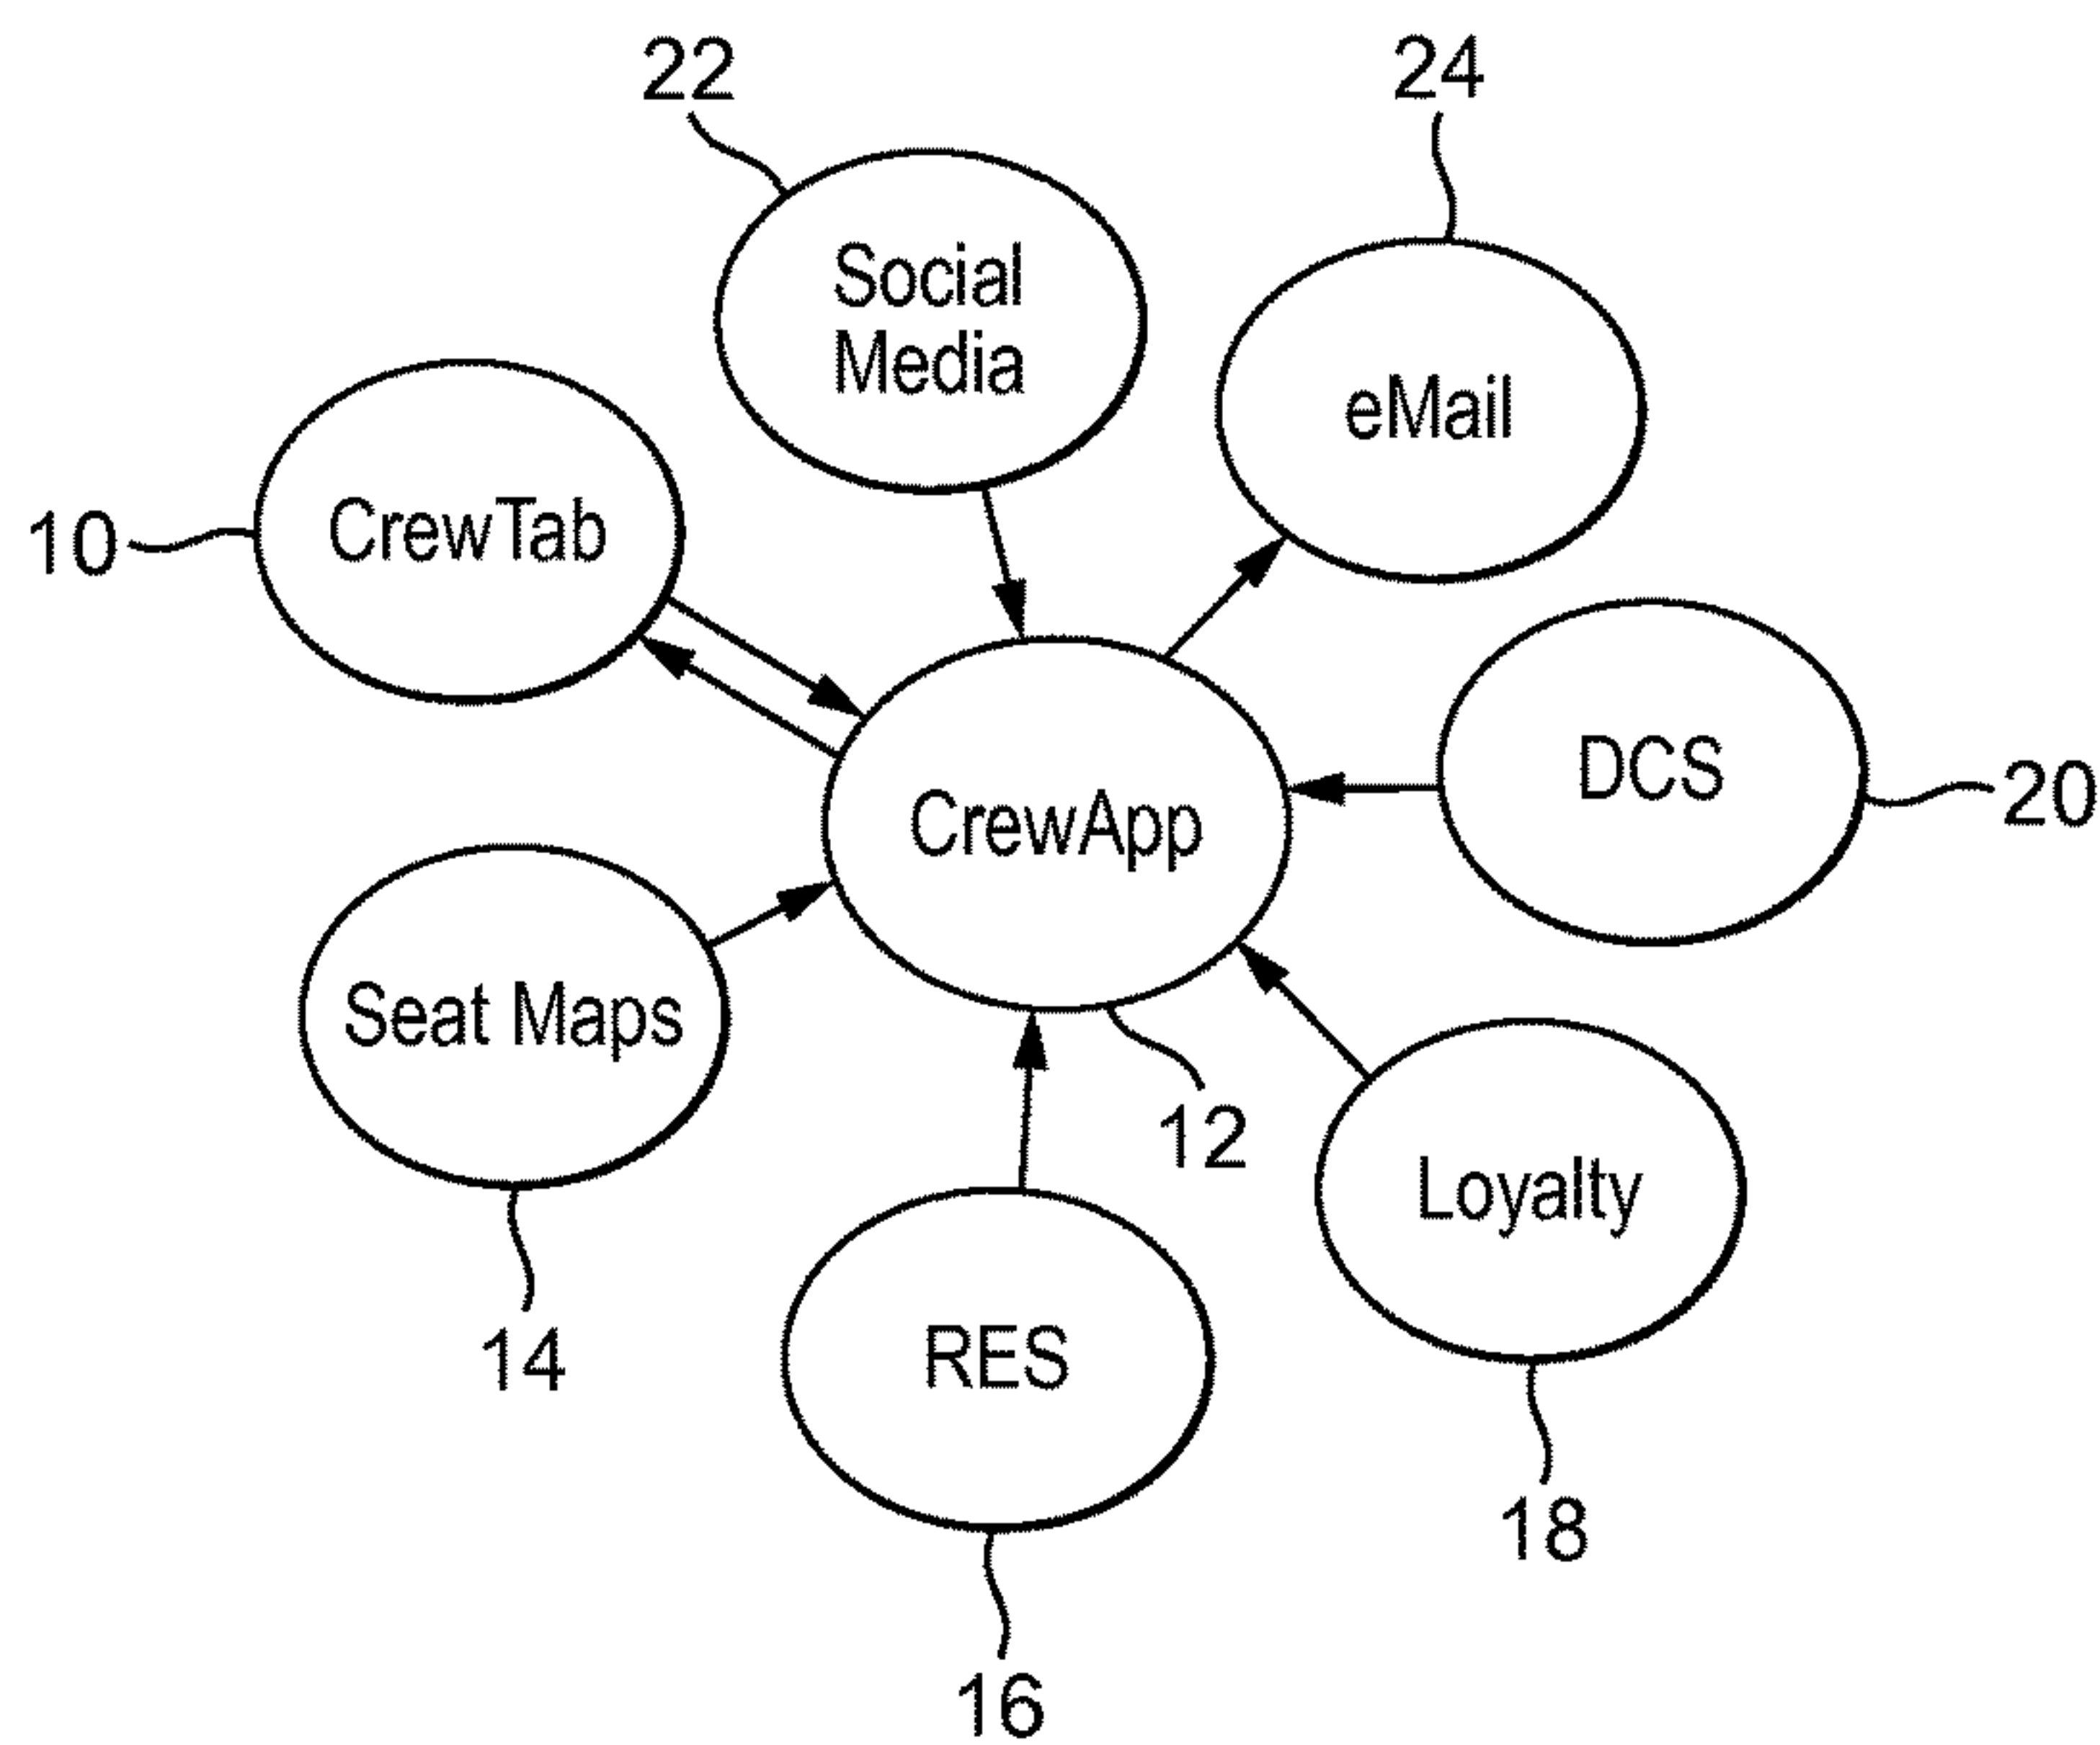 22
24
Social
Media
eMail
10
CrewTab
DCS
20
CrewApp
Seat Maps
12
Loyalty
14
RES
18
16